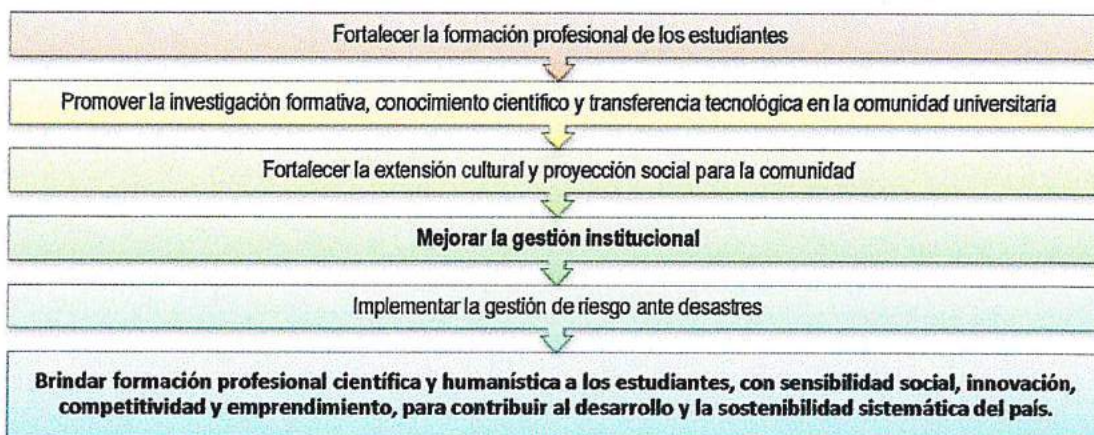 Fortalecer la formación profesional de los estudiantes
Promover la investigación formativa, conocimiento científico y transferencia tecnológica en la comunidad universitaria
Fortalecer la extensión cultural y proyección social para la comunidad
Mejorar la gestión institucional
Implementar la gestión de riesgo ante desastres
Brindar formación profesional científica y humanística a los estudiantes, con sensibilidad social, innovación,
competitividad y emprendimiento, para contribuir al desarrollo y la sostenibilidad sistemática del país.